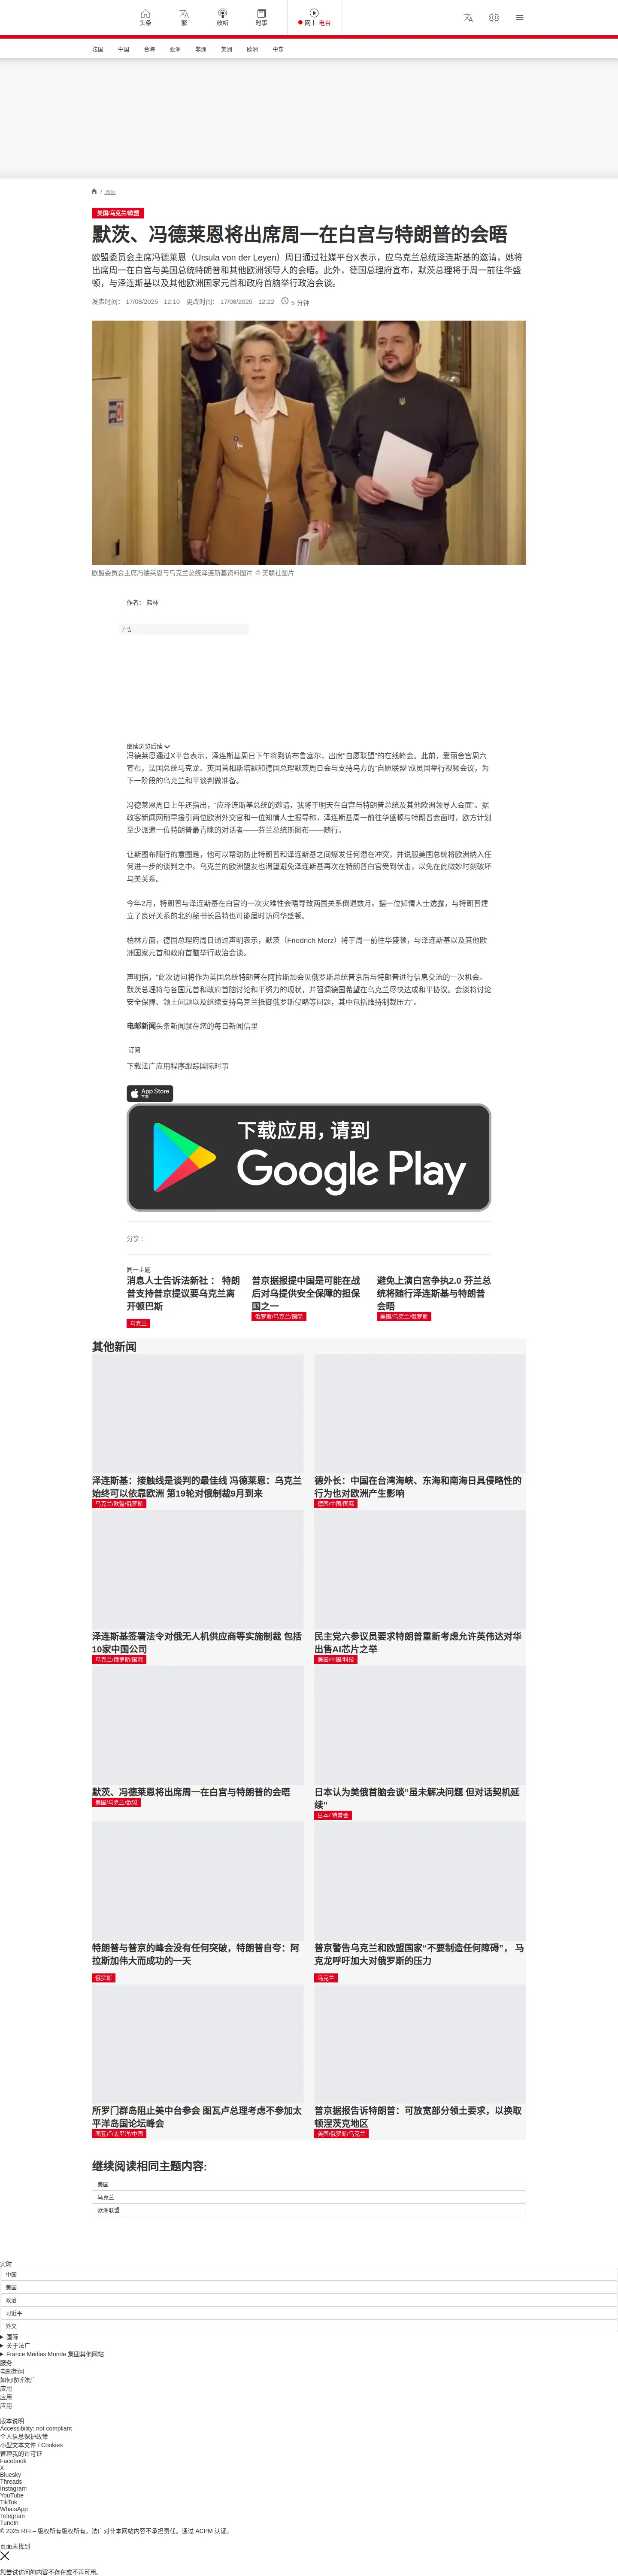 头条
繁
收听
时事
网上 电台
法国
中国
台海
亚洲
非洲
美洲
欧洲
中东
/ 国际
美国/乌克兰/欧盟
默茨、冯德莱恩将出席周一在白宫与特朗普的会晤
欧盟委员会主席冯德莱恩（Ursula von der Leyen）周日通过社媒平台X表示，应乌克兰总统泽连斯基的邀请，她将
出席周一在白宫与美国总统特朗普和其他欧洲领导人的会晤。此外，德国总理府宣布，默茨总理将于周一前往华盛
顿，与泽连斯基以及其他欧洲国家元首和政府首脑举行政治会谈。
发表时间： 17/08/2025 - 12:10 更改时间： 17/08/2025 - 12:22 5 分钟
欧盟委员会主席冯德莱恩与乌克兰总统泽连斯基资料图片 © 美联社图片
作者： 弗林
广告
继续浏览后续
冯德莱恩通过X平台表示，泽连斯基周日下午将到访布鲁塞尔，出席“自愿联盟”的在线峰会。此前，爱丽舍宫周六
宣布，法国总统马克龙、英国首相斯塔默和德国总理默茨周日会与支持乌方的“自愿联盟”成员国举行视频会议，为
下一阶段的乌克兰和平谈判做准备。
冯德莱恩周日上午还指出，“应泽连斯基总统的邀请，我将于明天在白宫与特朗普总统及其他欧洲领导人会面”。据
政客新闻网稍早援引两位欧洲外交官和一位知情人士报导称，泽连斯基周一前往华盛顿与特朗普会面时，欧方计划
至少派遣一位特朗普最青睐的对话者——芬兰总统斯图布——随行。
让斯图布随行的意图是，他可以帮助防止特朗普和泽连斯基之间爆发任何潜在冲突，并说服美国总统将欧洲纳入任
何进一步的谈判之中。乌克兰的欧洲盟友也渴望避免泽连斯基再次在特朗普白宫受到伏击，以免在此微妙时刻破坏
乌美关系。
今年2月，特朗普与泽连斯基在白宫的一次灾难性会晤导致两国关系倒退数月。据一位知情人士透露，与特朗普建
立了良好关系的北约秘书长吕特也可能届时访问华盛顿。
柏林方面，德国总理府周日通过声明表示，默茨（Friedrich Merz）将于周一前往华盛顿，与泽连斯基以及其他欧
洲国家元首和政府首脑举行政治会谈。
声明指，“此次访问将作为美国总统特朗普在阿拉斯加会见俄罗斯总统普京后与特朗普进行信息交流的一次机会。
默茨总理将与各国元首和政府首脑讨论和平努力的现状，并强调德国希望在乌克兰尽快达成和平协议。会谈将讨论
安全保障、领土问题以及继续支持乌克兰抵御俄罗斯侵略等问题，其中包括维持制裁压力”。
电邮新闻头条新闻就在您的每日新闻信里
订阅
下载法广应用程序跟踪国际时事
App Store
下载
下载应用，请到
Google Play
分享 :
同一主题
消息人士告诉法新社： 特朗
普支持普京提议要乌克兰离
开顿巴斯
乌克兰
普京据报提中国是可能在战
后对乌提供安全保障的担保
国之一
俄罗斯/乌克兰/国际
避免上演白宫争执2.0 芬兰总
统将随行泽连斯基与特朗普
会晤
美国/乌克兰/俄罗斯
其他新闻
泽连斯基：接触线是谈判的最佳线 冯德莱恩：乌克兰
始终可以依靠欧洲 第19轮对俄制裁9月到来
乌克兰/欧盟/俄罗斯
德外长：中国在台湾海峡、东海和南海日具侵略性的
行为也对欧洲产生影响
德国/中国/国际
泽连斯基签署法令对俄无人机供应商等实施制裁 包括
10家中国公司
乌克兰/俄罗斯/国际
民主党六参议员要求特朗普重新考虑允许英伟达对华
出售AI芯片之举
美国/中国/科技
默茨、冯德莱恩将出席周一在白宫与特朗普的会晤
美国/乌克兰/欧盟
日本认为美俄首脑会谈“虽未解决问题 但对话契机延
续”
日本/ 特普会
特朗普与普京的峰会没有任何突破，特朗普自夸：阿
拉斯加伟大而成功的一天
俄罗斯
普京警告乌克兰和欧盟国家“不要制造任何障碍”， 马
克龙呼吁加大对俄罗斯的压力
乌克兰
所罗门群岛阻止美中台参会 图瓦卢总理考虑不参加太
平洋岛国论坛峰会
图瓦卢/太平洋/中国
普京据报告诉特朗普：可放宽部分领土要求，以换取
顿涅茨克地区
美国/俄罗斯/乌克兰
继续阅读相同主题内容:
美国
乌克兰
欧洲联盟
实时
中国
美国
政治
习近平
外交
国际
关于法广
France Médias Monde 集团其他网站
服务
电邮新闻
如何收听法广
应用
应用
应用
版本说明
Accessibility: not compliant
个人信息保护政策
小型文本文件 / Cookies
管理我的许可证
Facebook
X
Bluesky
Threads
Instagram
YouTube
TikTok
WhatsApp
Telegram
TuneIn
© 2025 RFI – 版权所有版权所有。法广对非本网站内容不承担责任。通过 ACPM 认证。
页面未找到
您尝试访问的内容不存在或不再可用。